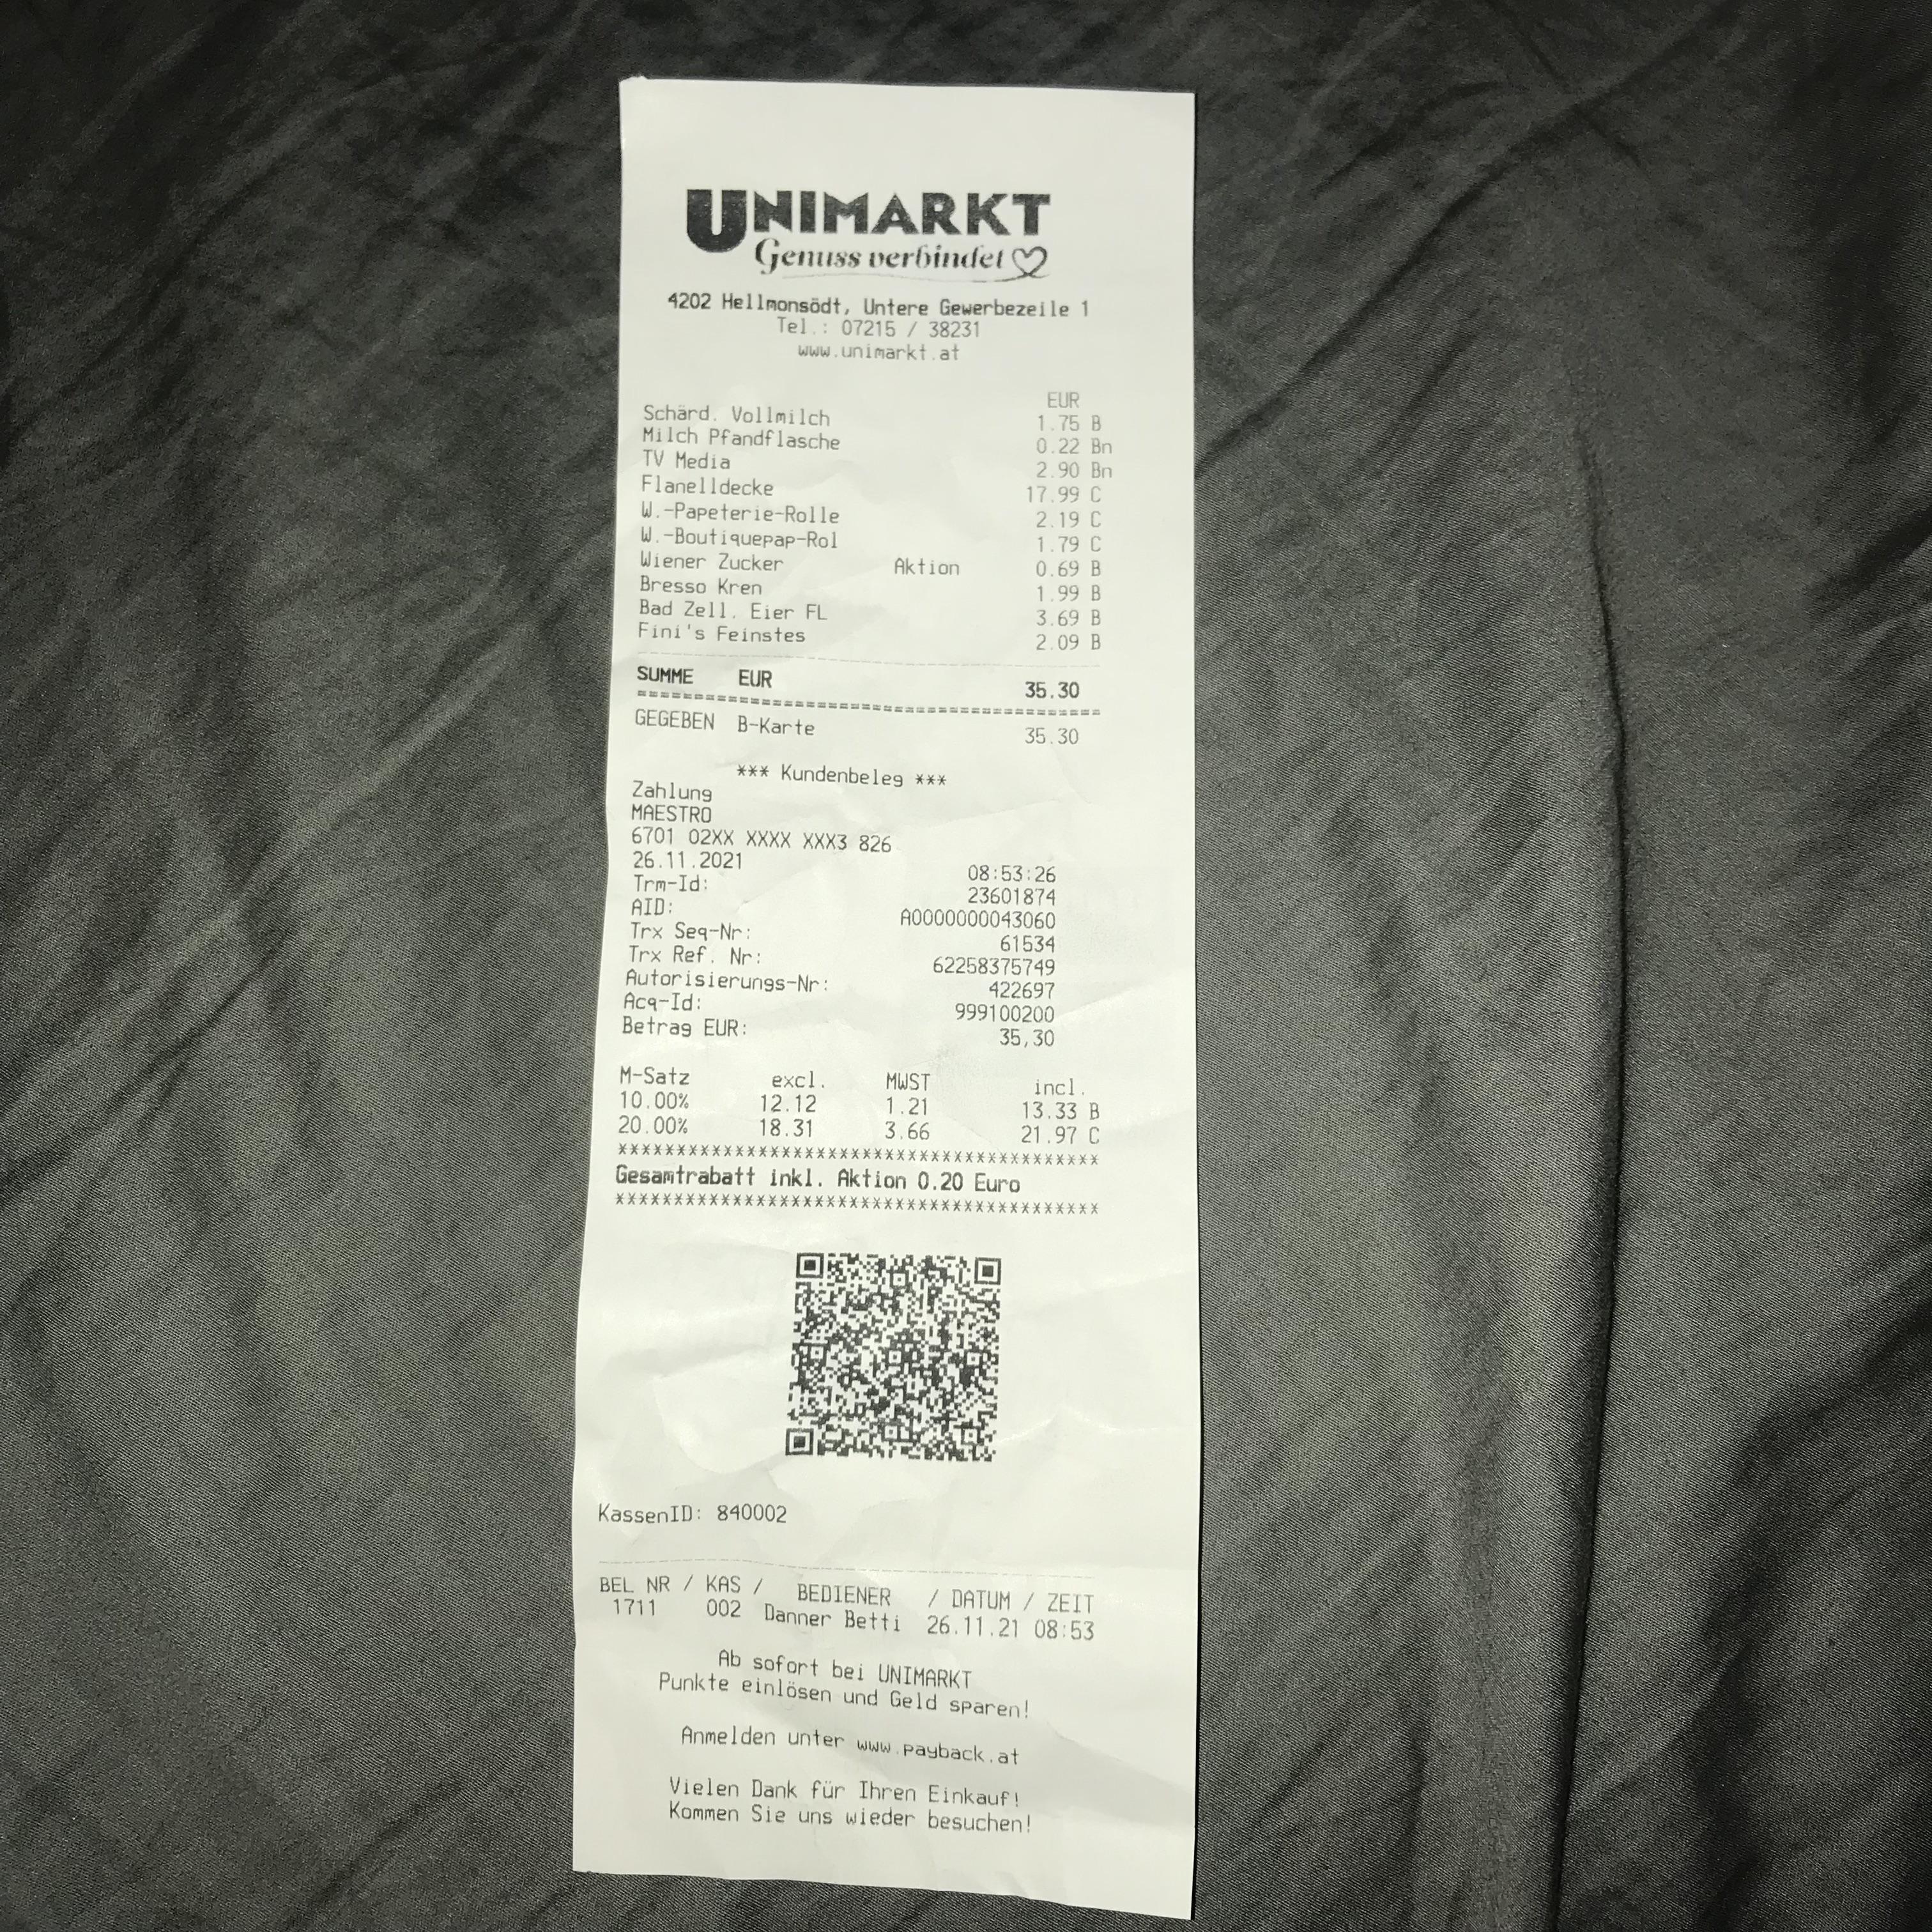 UNIMARKT
Genuss verbindet
4202 Hellmonsödt, Untere Gewerbezeile 1
Tel.: 07215 / 38231
www.unimarkt.at
EUR
Schärd. Vollmilch 1.75 B
Milch Pfandflasche 0.22 Bn
TV Media 2.90 Bn
Flanelldecke 17.99 C
W.-Papeterie-Rolle 2.19 C
W.-Boutiquepap-Rol 1.79 C
Wiener Zucker Aktion 0.69 B
Bresso Kren 1.99 B
Bad Zell. Eier FL 3.69 B
Fini's Feinstes 2.09 B
SUMME EUR 35.30
GEGEBEN B-Karte 35.30
*** Kundenbeleg ***
Zahlung
MAESTRO
6701 02XX XXXX XXX3 826
26.11.2021 08:53:26
Trm-Id: 23601874
AID: A0000000043060
Trx Seq-Nr: 61534
Trx Ref. Nr: 62258375749
Autorisierungs-Nr: 422697
Acq-Id: 999100200
Betrag EUR: 35,30
M-Satz excl. MWST incl.
10.00% 12.12 1.21 13.33 B
20.00% 18.31 3.66 21.97 C
******************************************
Gesamtrabatt inkl. Aktion 0.20 Euro
******************************************
KassenID: 840002
BEL NR / KAS / BEDIENER / DATUM / ZEIT
1711 002 Danner Betti 26.11.21 08:53
Ab sofort bei UNIMARKT
Punkte einlösen und Geld sparen!
Anmelden unter www.payback.at
Vielen Dank für Ihren Einkauf!
Kommen Sie uns wieder besuchen!